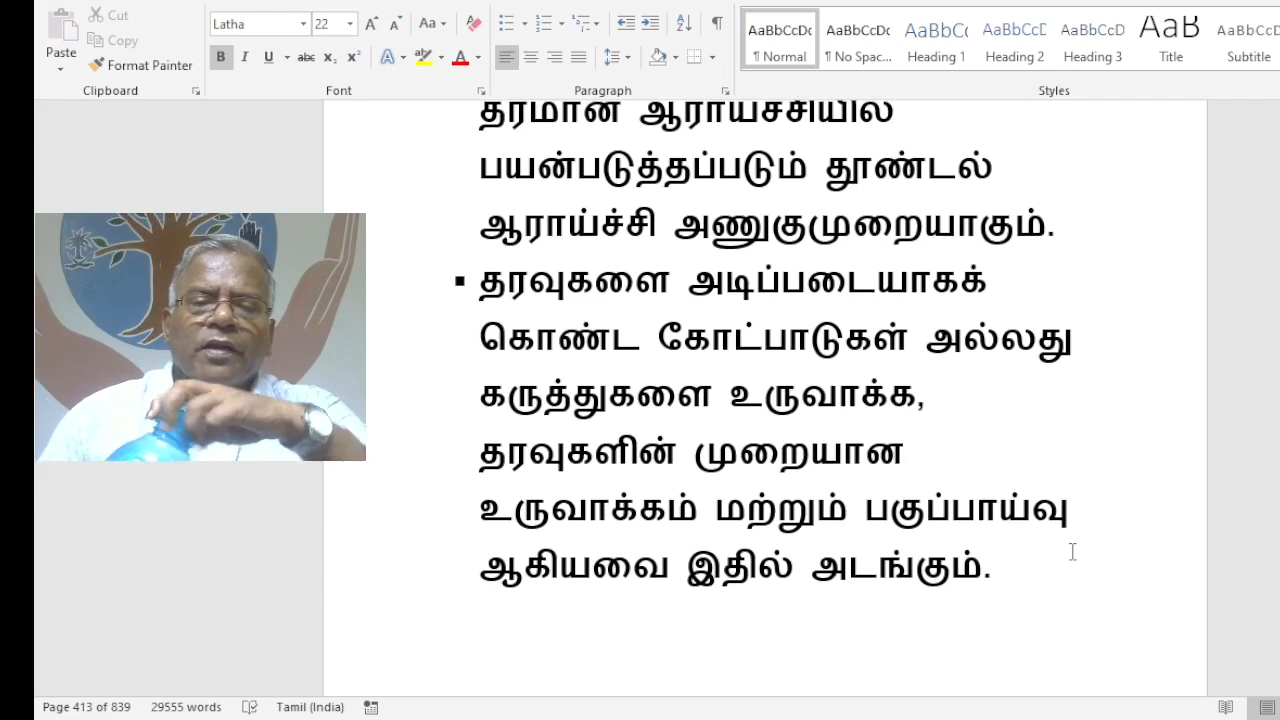 Cut
Copy
Paste
Format Painter
Clipboard
Latha
22
Font
Paragraph
AaBbCcDc
¶ Normal
AaBbCcDc
¶ No Spac...
AaBbC
Heading 1
AaBbCcD
Heading 2
AaBbCcD
Heading 3
AaB
Title
AaBbCcD
Subtitle
Styles
தரமான ஆராய்ச்சியில்
பயன்படுத்தப்படும் தூண்டல்
ஆராய்ச்சி அணுகுமுறையாகும்.
▪ தரவுகளை அடிப்படையாகக்
கொண்ட கோட்பாடுகள் அல்லது
கருத்துகளை உருவாக்க,
தரவுகளின் முறையான
உருவாக்கம் மற்றும் பகுப்பாய்வு
ஆகியவை இதில் அடங்கும்.
Page 413 of 839
29555 words
Tamil (India)